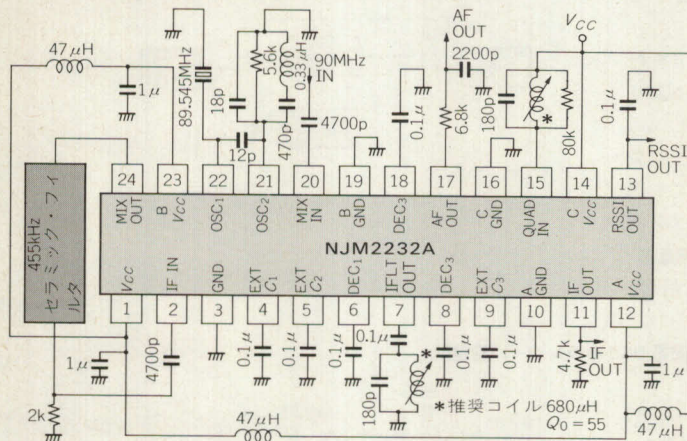 47μH
1μ
89.545MHz
18p
5.6k
0.33μH
12p
470p
90MHz
IN
4700p
0.1μ
AF
OUT
2200p
6.8k
180p
*
80k
VCC
0.1μ
RSSI
OUT
24
23
22
21
20
19
18
17
16
15
14
13
MIX
OUT
B
VCC
OSC1
OSC2
MIX
IN
B
GND
DEC3
AF
OUT
C
GND
QUAD
IN
C
VCC
RSSI
OUT
NJM2232A
455kHz
セラミック・フィ
ルタ
VCC
IF IN
GND
EXT
C1
EXT
C2
DEC1
IFLT
OUT
DEC3
EXT
C3
A
GND
IF
OUT
A
VCC
1
2
3
4
5
6
7
8
9
10
11
12
1μ
4700p
0.1μ
0.1μ
0.1μ
0.1μ
0.1μ
0.1μ
4.7k
IF
OUT
1μ
2k
180p
*
*推奨コイル 680μH
Q0=55
47μH
47μH